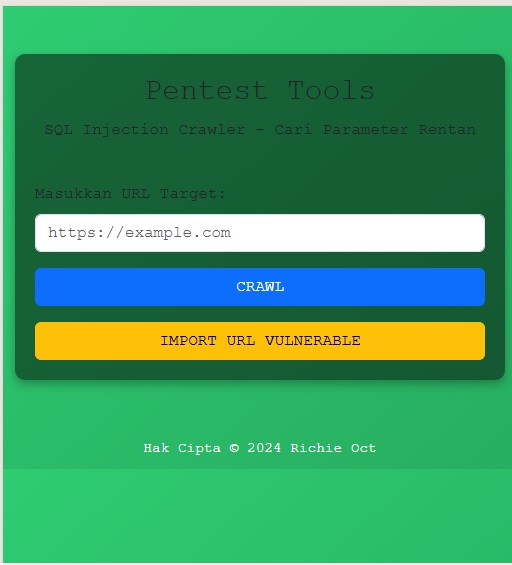 Pentest Tools
SQL Injection Crawler - Cari Parameter Rentan
Masukkan URL Target:
https://example.com
CRAWL
IMPORT URL VULNERABLE
Hak Cipta © 2024 Richie Oct